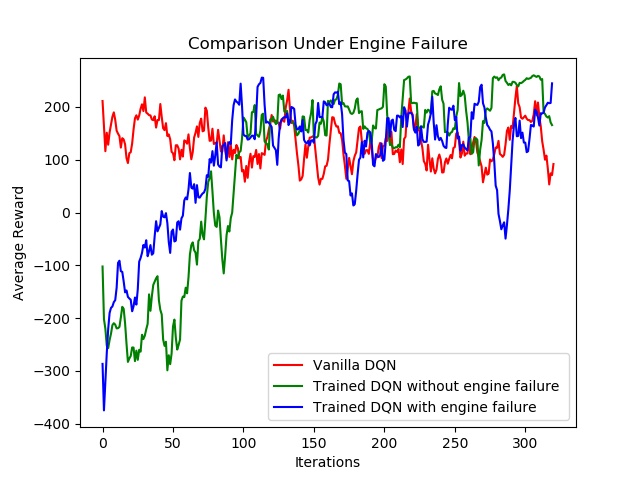 Comparison Under Engine Failure
Average Reward
200
100
0
−100
−200
−300
−400
Vanilla DQN
Trained DQN without engine failure
Trained DQN with engine failure
0 50 100 150 200 250 300
Iterations